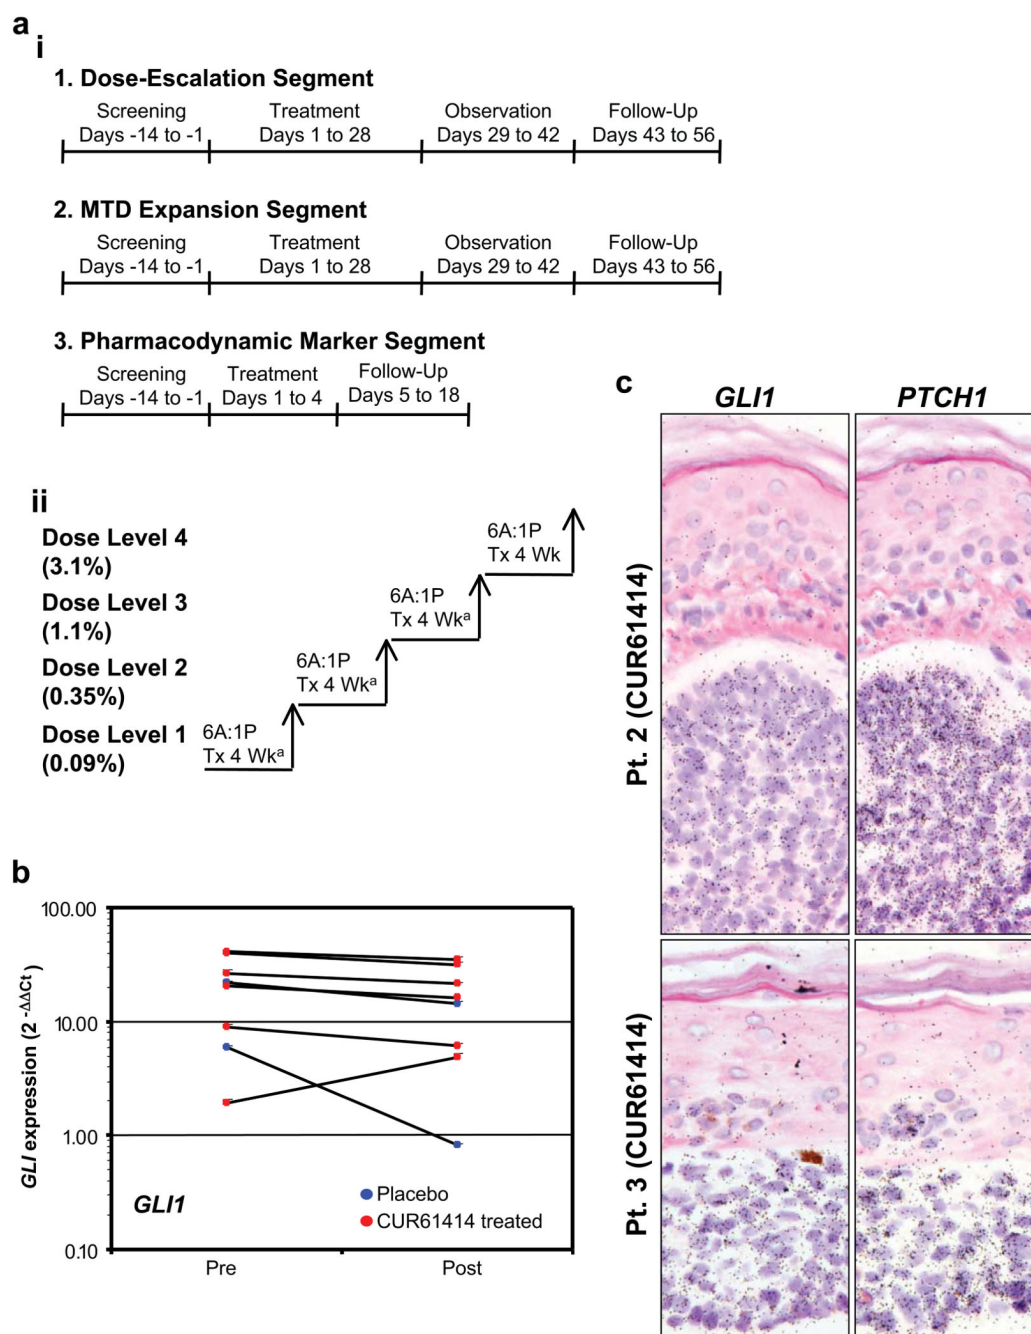 a
i
1. Dose-Escalation Segment
Screening
Days -14 to -1
Treatment
Days 1 to 28
Observation
Days 29 to 42
Follow-Up
Days 43 to 56
2. MTD Expansion Segment
Screening
Days -14 to -1
Treatment
Days 1 to 28
Observation
Days 29 to 42
Follow-Up
Days 43 to 56
3. Pharmacodynamic Marker Segment
Screening
Days -14 to -1
Treatment
Days 1 to 4
Follow-Up
Days 5 to 18
ii
Dose Level 4
(3.1%)
6A:1P
Tx 4 Wk
Dose Level 3
(1.1%)
6A:1P
Tx 4 Wkᵃ
Dose Level 2
(0.35%)
6A:1P
Tx 4 Wkᵃ
Dose Level 1
(0.09%)
6A:1P
Tx 4 Wkᵃ
b
GLI expression (2 -ΔΔCt )
100.00
10.00
1.00
0.10
GLI1
Placebo
CUR61414 treated
Pre
Post
c
GLI1
PTCH1
Pt. 2 (CUR61414)
Pt. 3 (CUR61414)